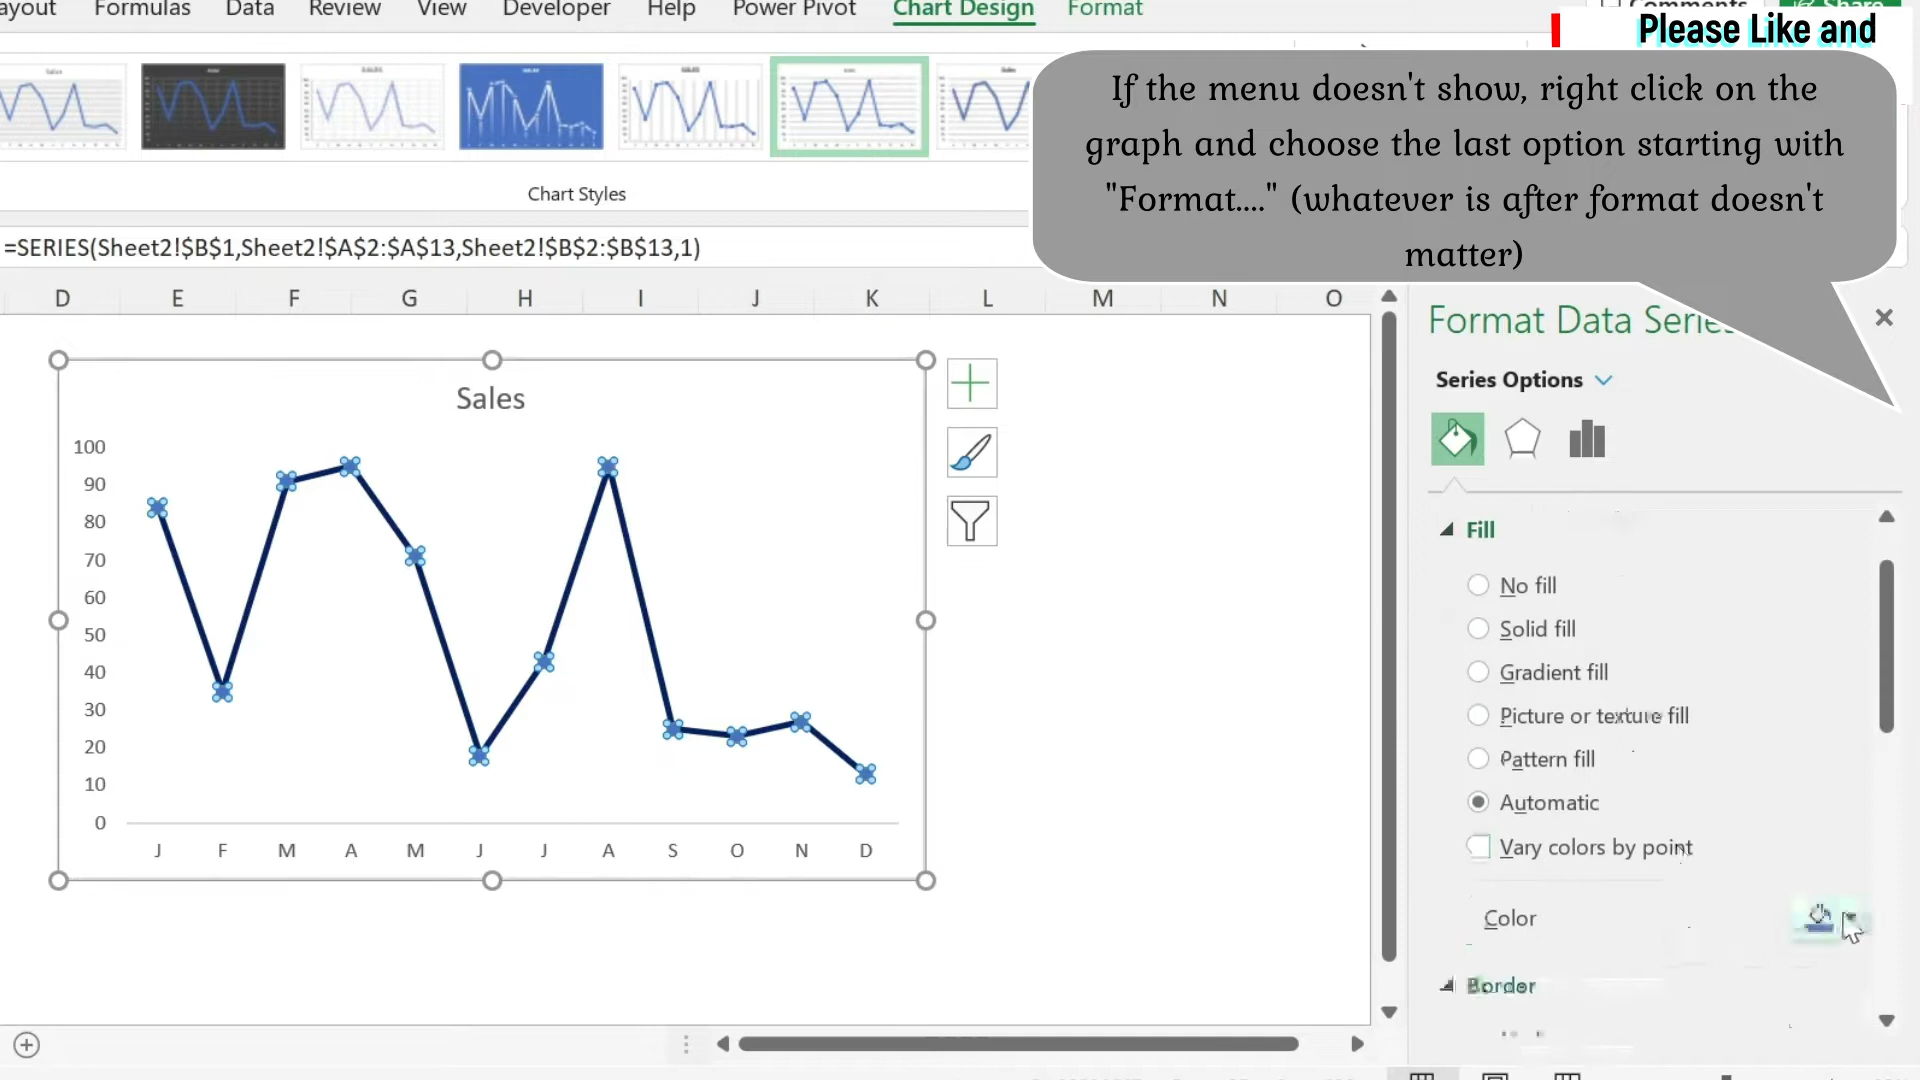 ayout Formulas Data Review View Developer Help Power Pivot Chart Design Format Comments Share
Please Like and
If the menu doesn't show, right click on the
graph and choose the last option starting with
"Format...." (whatever is after format doesn't
matter)
Chart Styles
=SERIES(Sheet2!$B$1,Sheet2!$A$2:$A$13,Sheet2!$B$2:$B$13,1)
D E F G H I J K L M N O
Format Data Serie
Series Options
Sales
100
90
80
70
60
50
40
30
20
10
0
J F M A M J J A S O N D
Fill
No fill
Solid fill
Gradient fill
Picture or texture fill
Pattern fill
Automatic
Vary colors by point
Color
Border